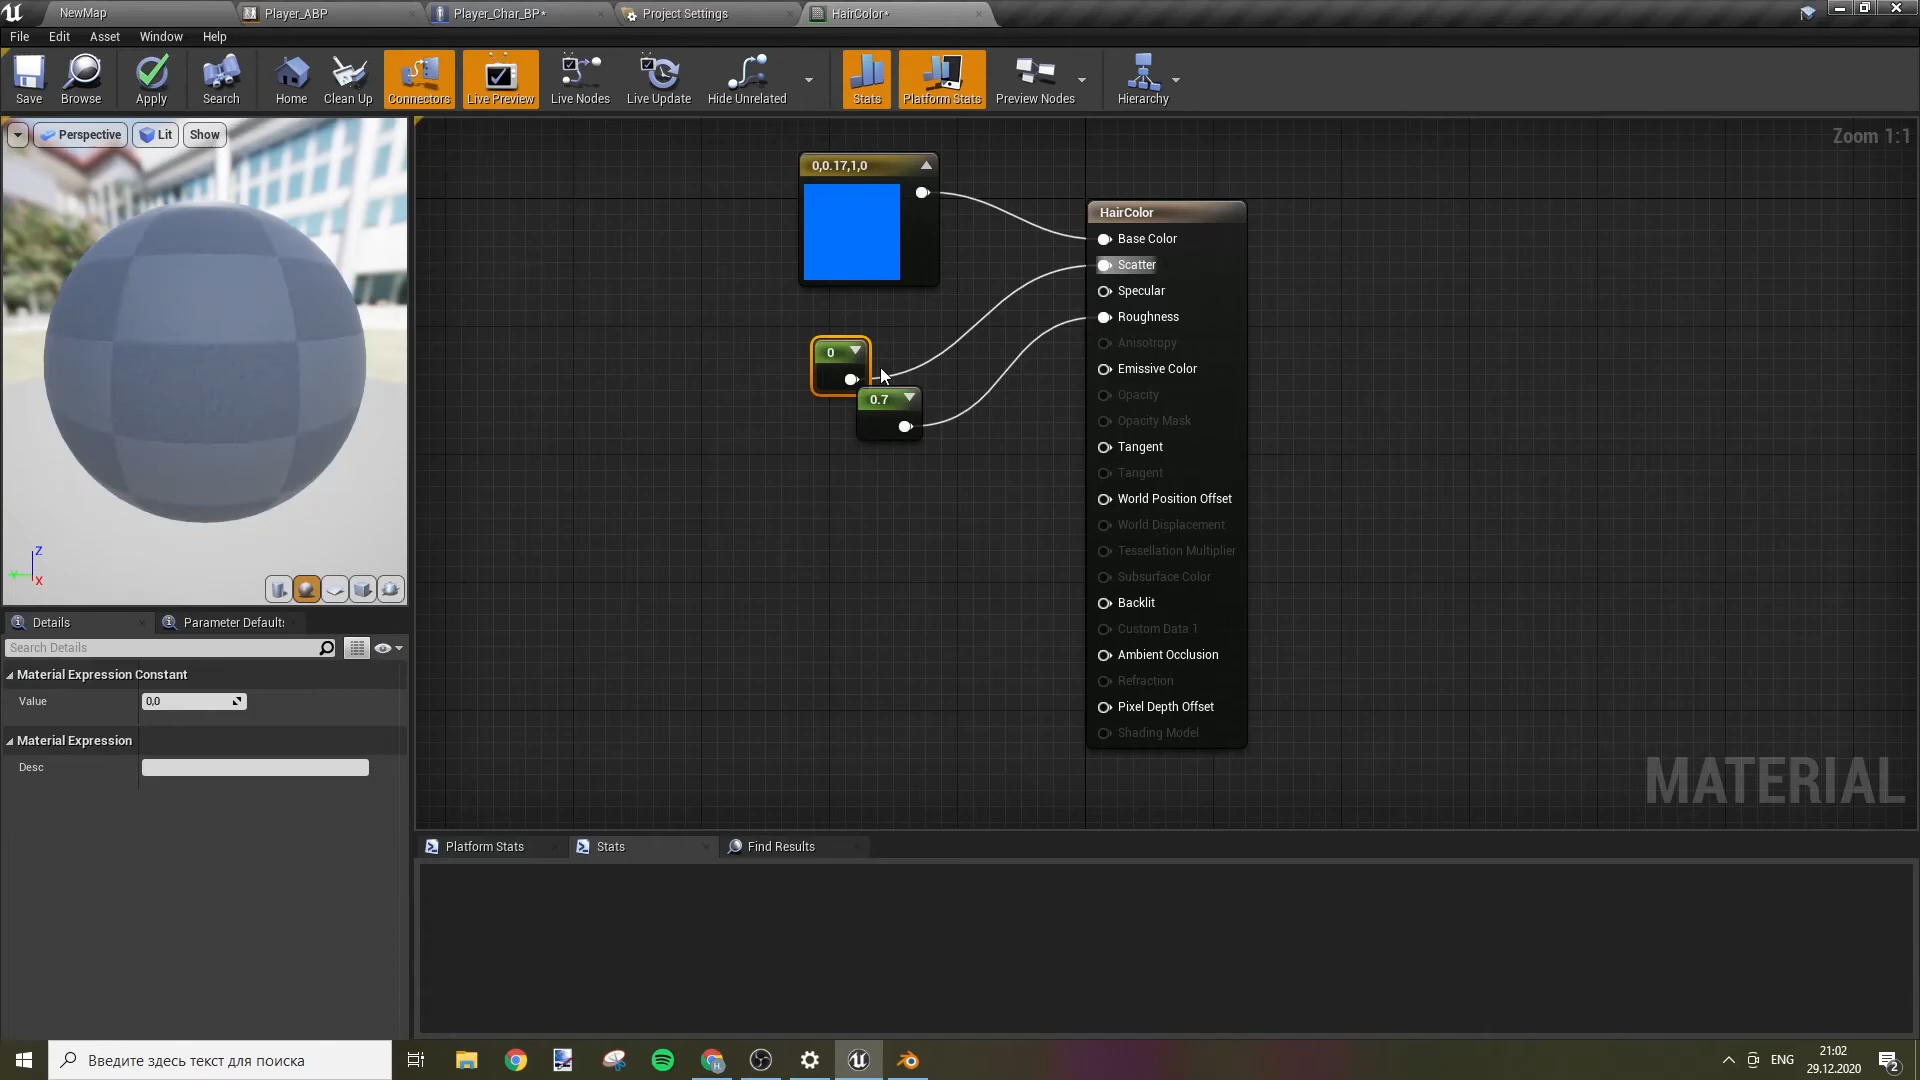 NewMap
Player_ABP
Player_Char_BP*
Project Settings
HairColor*
File Edit Asset Window Help
Save
Browse
Apply
Search
Home
Clean Up
Connectors
Live Preview
Live Nodes
Live Update
Hide Unrelated
Stats
Platform Stats
Preview Nodes
Hierarchy
Perspective
Lit
Show
Zoom 1:1
0,0.17,1,0
HairColor
Base Color
Scatter
Specular
Roughness
Anisotropy
Emissive Color
Opacity
Opacity Mask
Tangent
Tangent
World Position Offset
World Displacement
Tessellation Multiplier
Subsurface Color
Backlit
Custom Data 1
Ambient Occlusion
Refraction
Pixel Depth Offset
Shading Model
0
0.7
Z
X
MATERIAL
Details
Parameter Defaults
Search Details
Material Expression Constant
Value
0,0
Material Expression
Desc
Platform Stats
Stats
Find Results
Введите здесь текст для поиска
ENG
21:02
29.12.2020
2